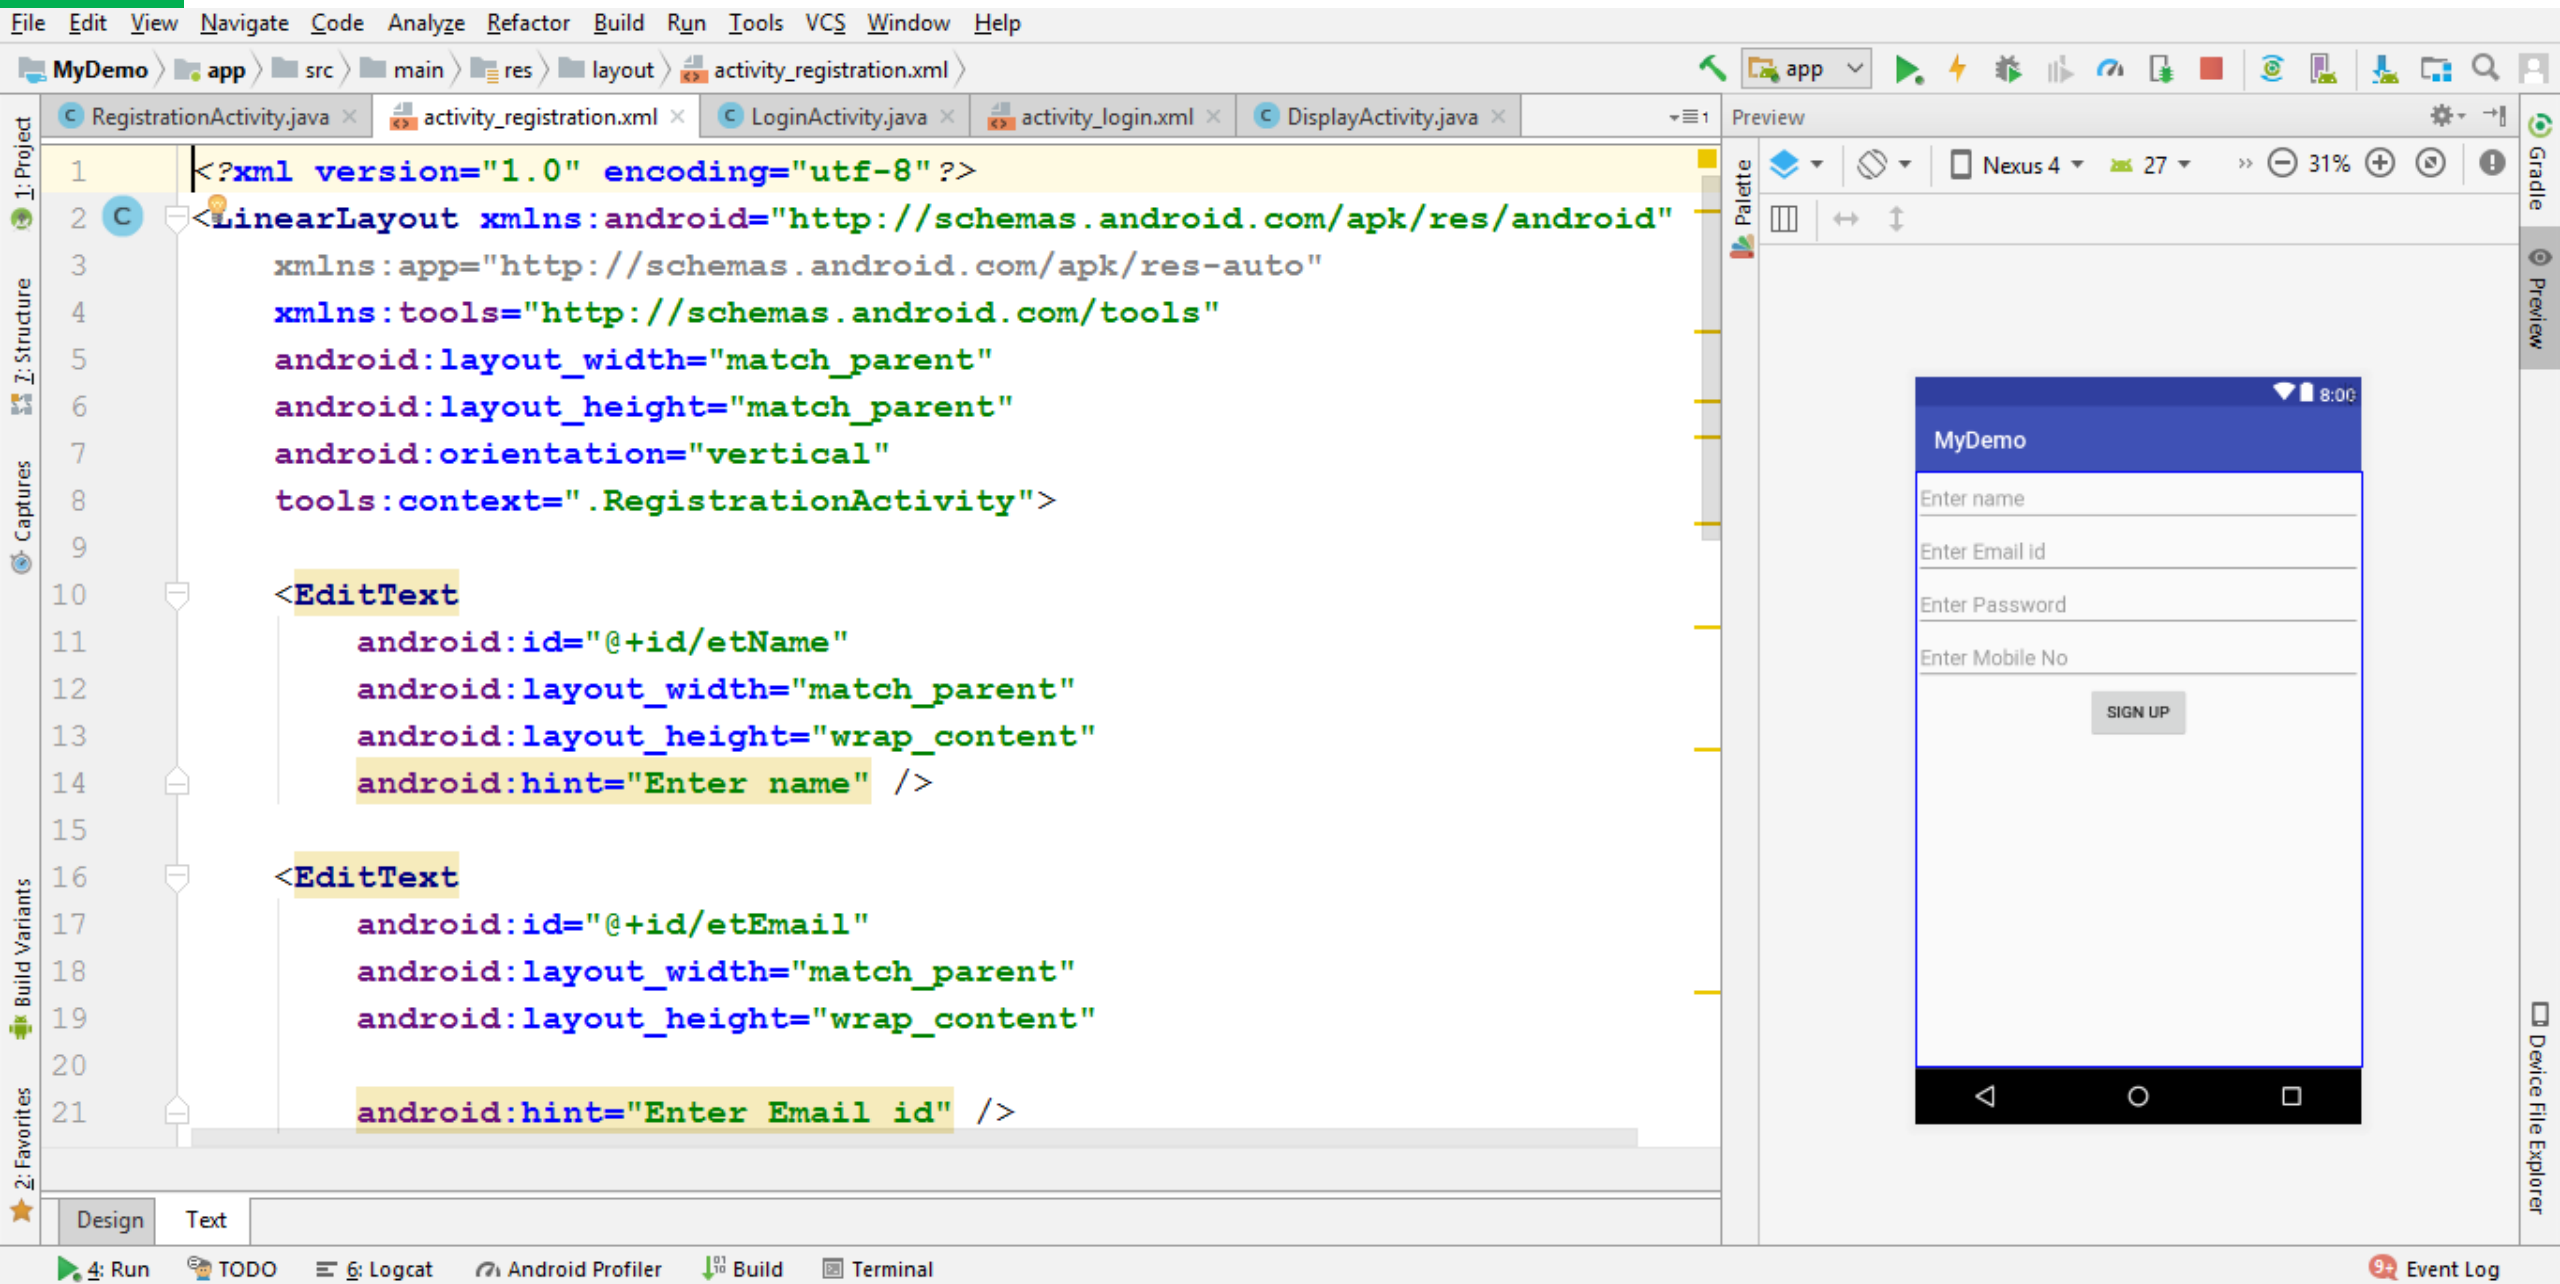 File Edit View Navigate Code Analyze Refactor Build Run Tools VCS Window Help
MyDemo app src main res layout activity_registration.xml
app
RegistrationActivity.java activity_registration.xml LoginActivity.java activity_login.xml DisplayActivity.java
1
Preview
1: Project
7: Structure
Captures
Build Variants
2: Favorites
1 <?xml version="1.0" encoding="utf-8"?>
2 C <LinearLayout xmlns:android="http://schemas.android.com/apk/res/android"
3 xmlns:app="http://schemas.android.com/apk/res-auto"
4 xmlns:tools="http://schemas.android.com/tools"
5 android:layout_width="match_parent"
6 android:layout_height="match_parent"
7 android:orientation="vertical"
8 tools:context=".RegistrationActivity">
9
10 <EditText
11 android:id="@+id/etName"
12 android:layout_width="match_parent"
13 android:layout_height="wrap_content"
14 android:hint="Enter name" />
15
16 <EditText
17 android:id="@+id/etEmail"
18 android:layout_width="match_parent"
19 android:layout_height="wrap_content"
20
21 android:hint="Enter Email id" />
Design Text
Palette
Nexus 4 27 31%
8:00
MyDemo
Enter name
Enter Email id
Enter Password
Enter Mobile No
SIGN UP
Gradle
Preview
Device File Explorer
4: Run TODO 6: Logcat Android Profiler Build Terminal
9+ Event Log